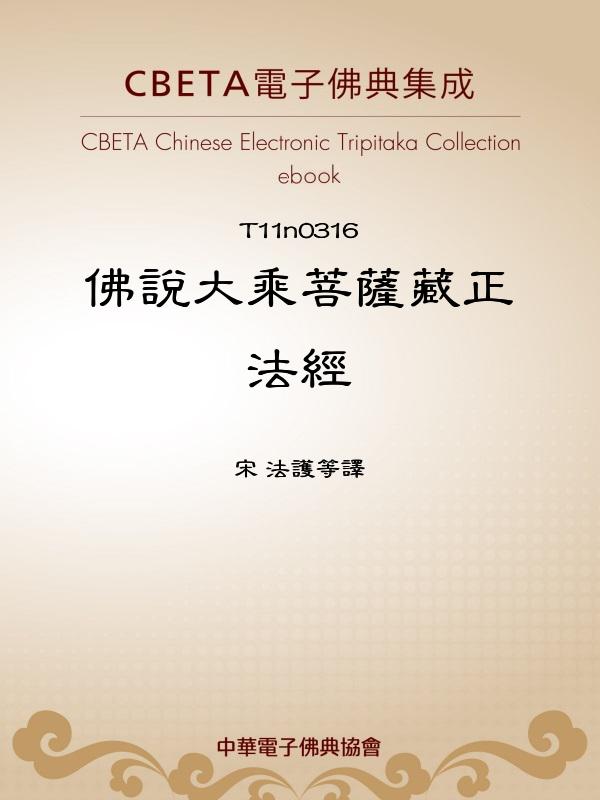 CBETA電子佛典集成
CBETA Chinese Electronic Tripitaka Collection
ebook
T11n0316
佛說大乘菩薩藏正
法經
宋 法護等譯
中華電子佛典協會